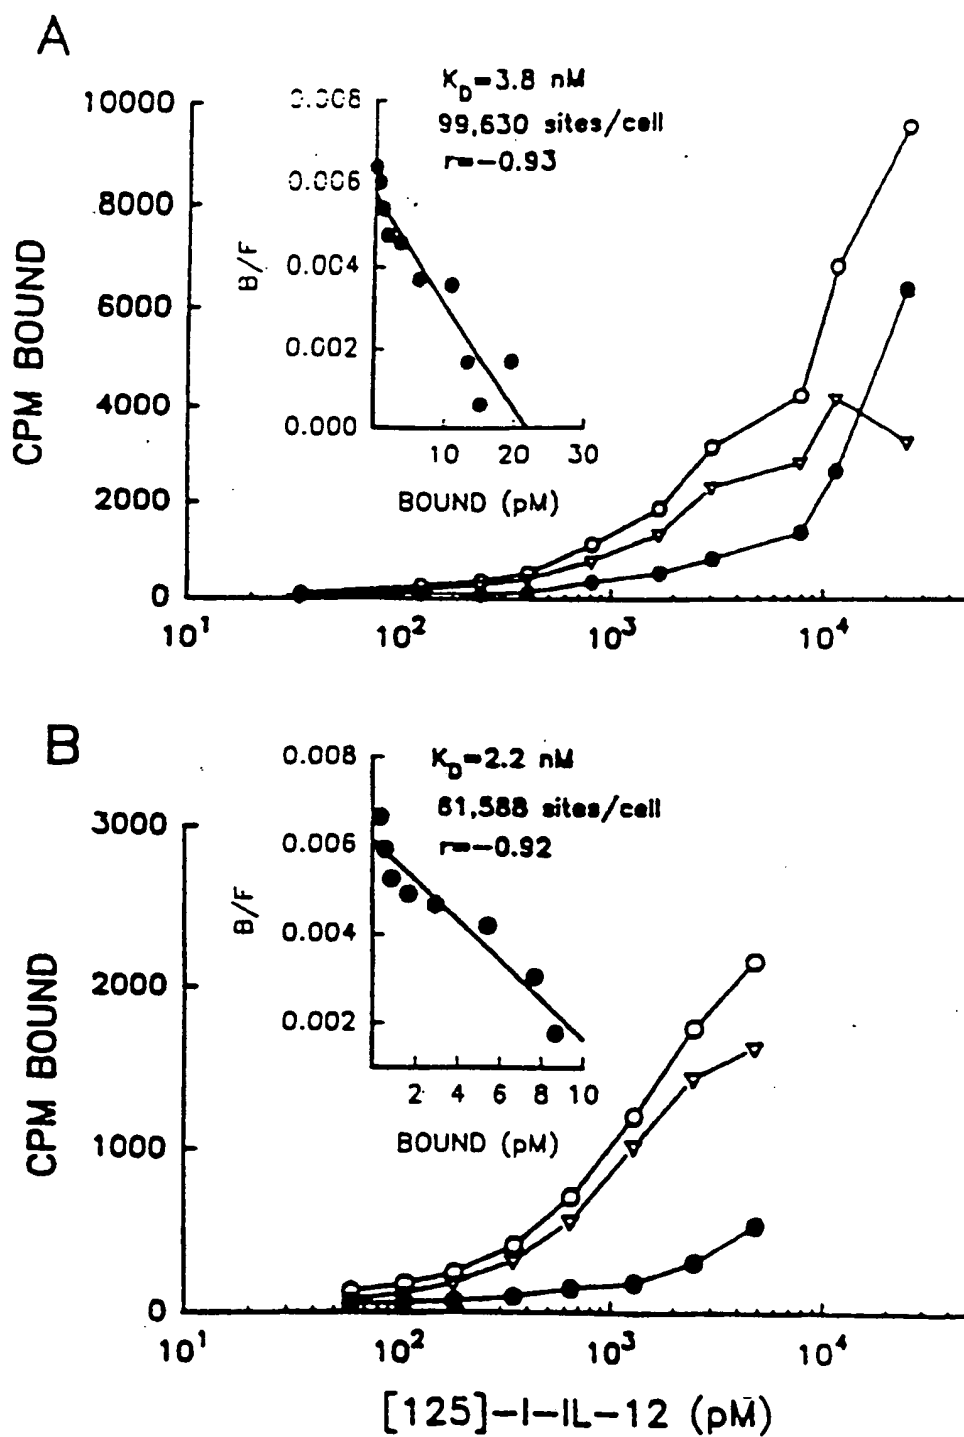 A
K_D=3.8 nM
99,630 sites/cell
r=-0.93
10000
8000
6000
4000
2000
0
CPM BOUND
0.008
0.006
0.004
0.002
0.000
B/F
10 20 30
BOUND (pM)
10¹ 10² 10³ 10⁴
B
K_D=2.2 nM
61,588 sites/cell
r=-0.92
3000
2000
1000
0
CPM BOUND
0.008
0.006
0.004
0.002
B/F
2 4 6 8 10
BOUND (pM)
10¹ 10² 10³ 10⁴
[125]-I-IL-12 (pM)